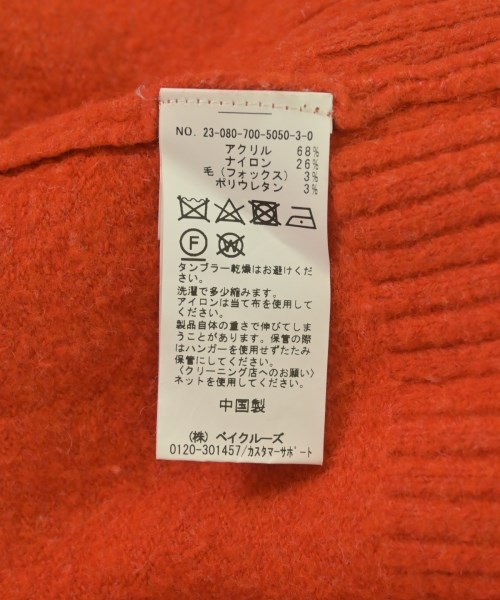 NO. 23-080-700-5050-3-0
アクリル 68%
ナイロン 26%
毛(フォックス) 3%
ポリウレタン 3%
F W
タンブラー乾燥はお避けくだ
さい。
洗濯で多少縮みます。
アイロンは当て布を使用して
ください。
製品自体の重さで伸びてしま
うことがあります。保管の際
はハンガーを使用せずたたみ
保管にしてください。
〈クリーニング店へのお願い〉
ネットを使用してください。
中国製
(株) ベイクルーズ
0120-301457/カスタマーサポート